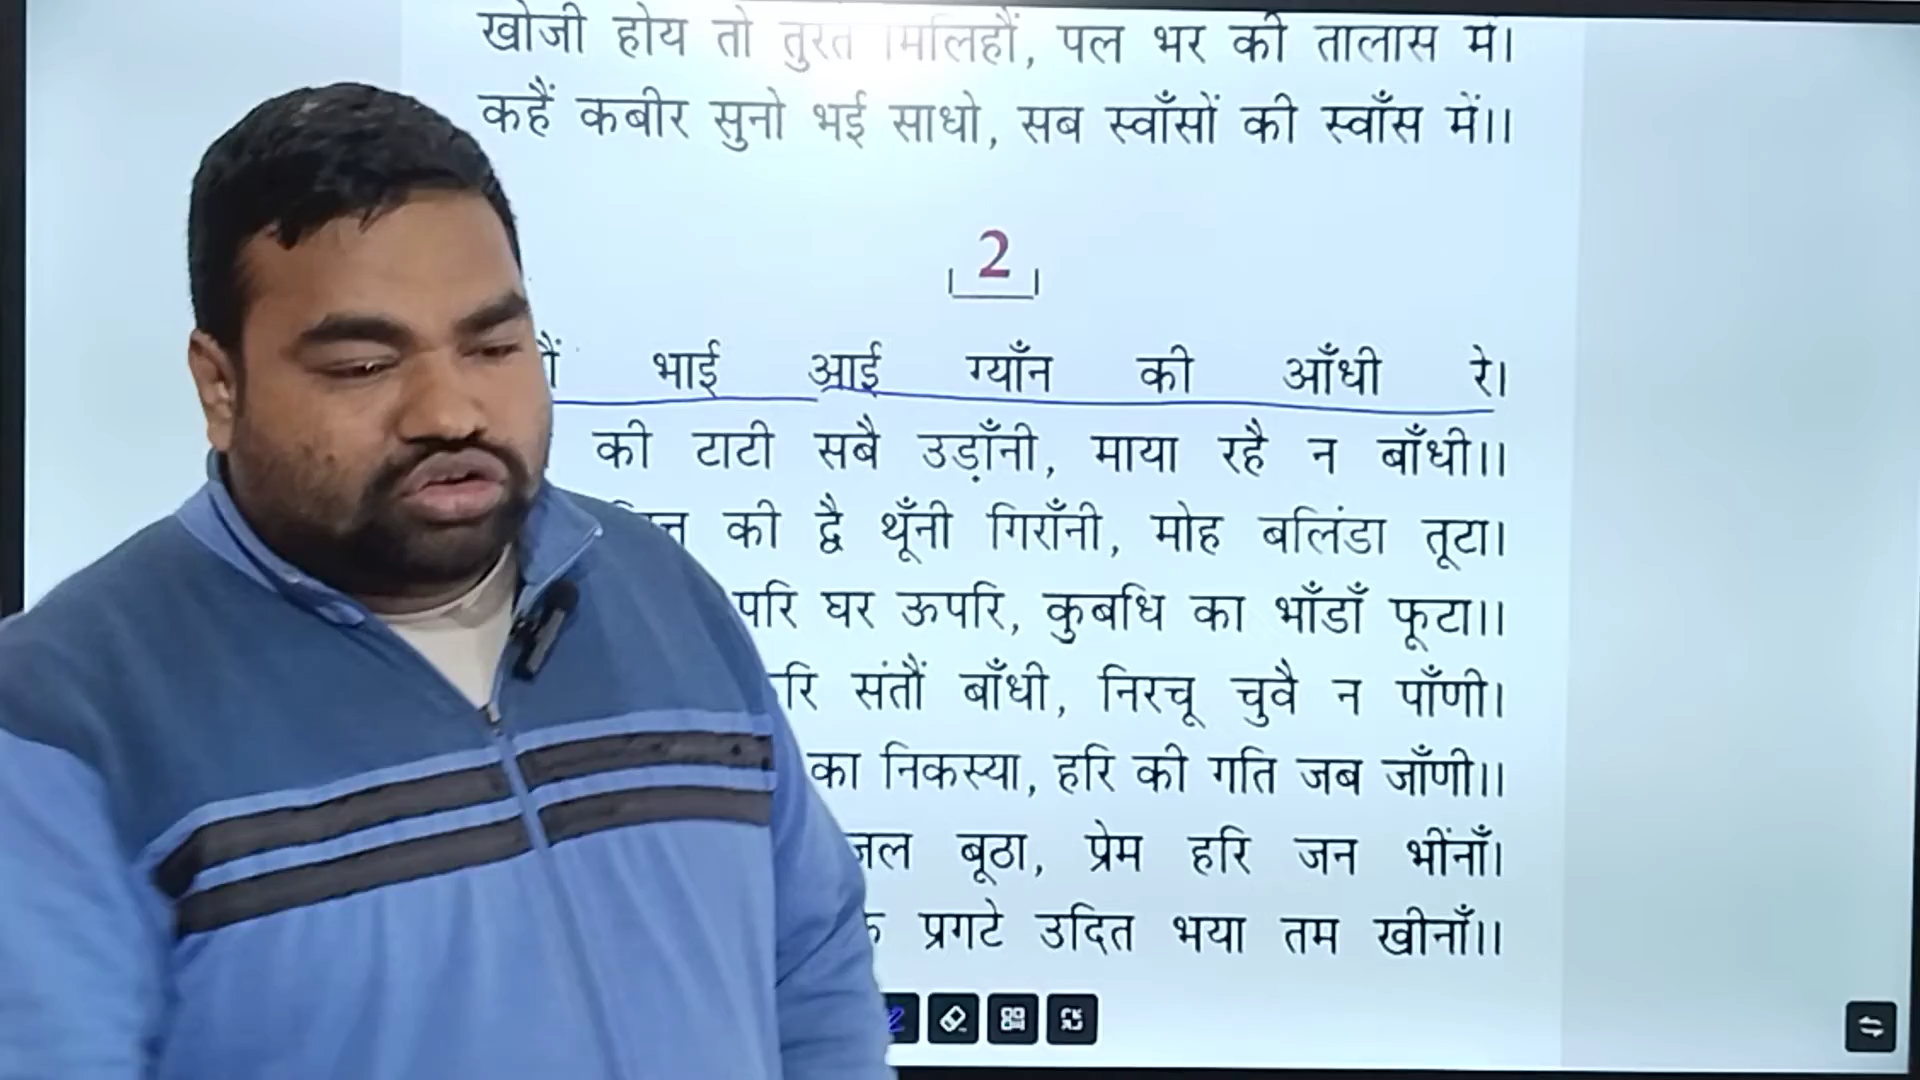 खोजी होय तो तुरत मिलिहौं, पल भर की तालास में।
कहैं कबीर सुनो भई साधो, सब स्वाँसों की स्वाँस में।।
2
भाई आई ग्याँन की आँधी रे।
की टाटी सबै उड़ाँनी, माया रहै न बाँधी।।
की द्वै थूँनी गिराँनी, मोह बलिंडा तूटा।
परि घर ऊपरि, कुबधि का भाँडाँ फूटा।।
संतौं बाँधी, निरचू चुवै न पाँणी।
का निकस्या, हरि की गति जब जाँणी।।
जल बूठा, प्रेम हरि जन भींनाँ।
प्रगटे उदित भया तम खीनाँ।।